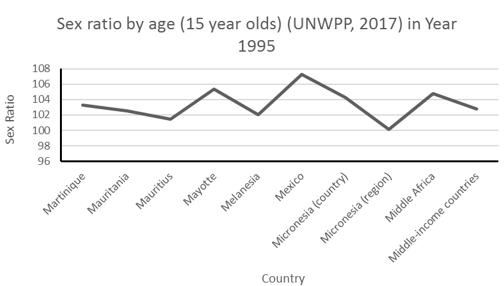 Sex ratio by age (15 year olds) (UNWPP, 2017) in Year
1995
Sex Ratio
108
106
104
102
100
98
96
Martinique
Mauritania
Mauritius
Mayotte
Melanesia
Mexico
Micronesia (country)
Micronesia (region)
Middle Africa
Middle-income countries
Country